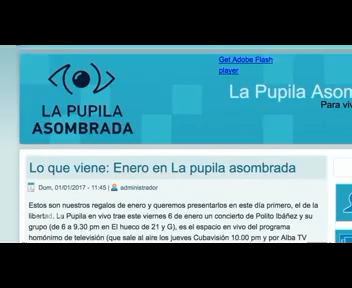 Get Adobe Flash
player
La Pupila Asom
Para viv
LA PUPILA
ASOMBRADA
Lo que viene: Enero en La pupila asombrada
Dom, 01/01/2017 - 11:45 | administrador
Estos son nuestros regalos de enero y queremos presentarlos en este día primero, el de la
libertad. La Pupila en vivo trae este viernes 6 de enero un concierto de Polito Ibáñez y su
grupo (de 6 a 9.30 pm en El hueco de 21 y G), es el espacio en vivo del programa
homónimo de televisión (que sale al aire los jueves Cubavisión 10.00 pm y por Alba TV